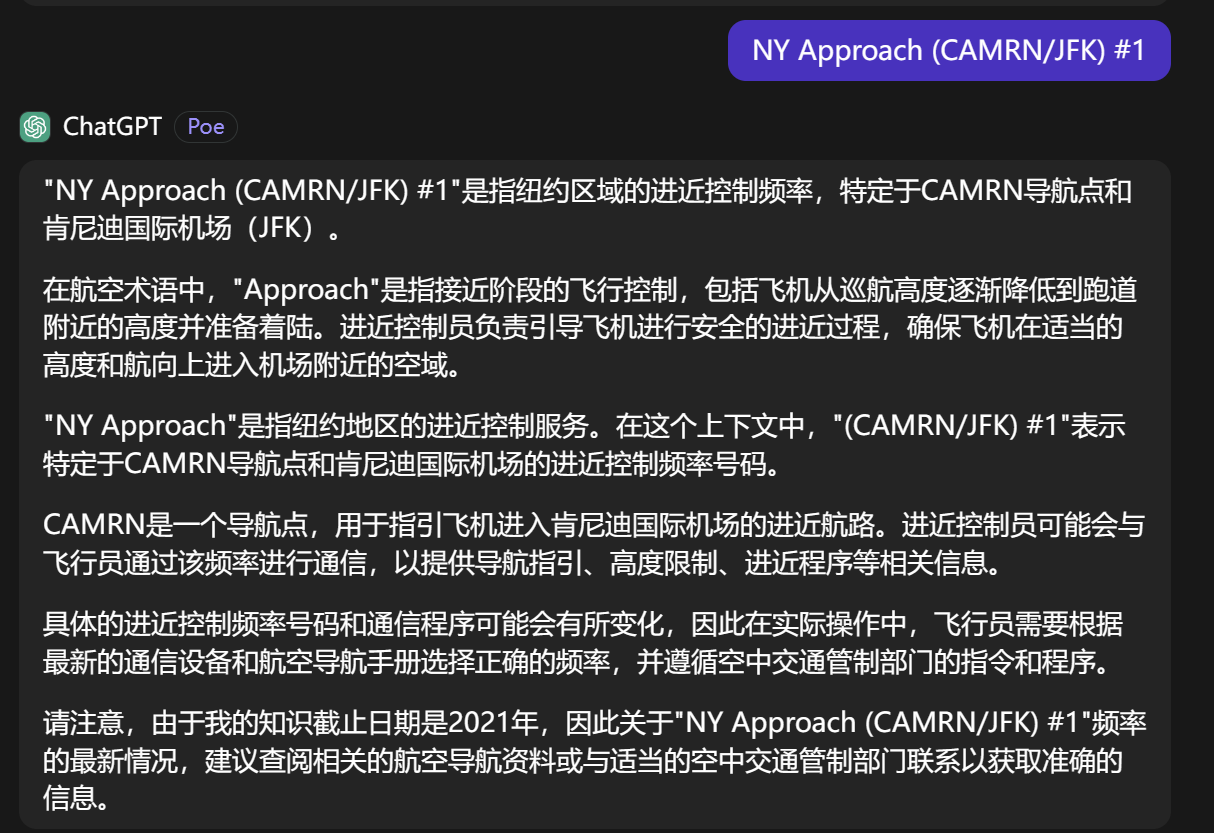 NY Approach (CAMRN/JFK) #1
ChatGPT Poe
"NY Approach (CAMRN/JFK) #1"是指纽约区域的进近控制频率，特定于CAMRN导航点和
肯尼迪国际机场（JFK）。
在航空术语中，"Approach"是指接近阶段的飞行控制，包括飞机从巡航高度逐渐降低到跑道
附近的高度并准备着陆。进近控制员负责引导飞机进行安全的进近过程，确保飞机在适当的
高度和航向上进入机场附近的空域。
"NY Approach"是指纽约地区的进近控制服务。在这个上下文中，"(CAMRN/JFK) #1"表示
特定于CAMRN导航点和肯尼迪国际机场的进近控制频率号码。
CAMRN是一个导航点，用于指引飞机进入肯尼迪国际机场的进近航路。进近控制员可能会与
飞行员通过该频率进行通信，以提供导航指引、高度限制、进近程序等相关信息。
具体的进近控制频率号码和通信程序可能会有所变化，因此在实际操作中，飞行员需要根据
最新的通信设备和航空导航手册选择正确的频率，并遵循空中交通管制部门的指令和程序。
请注意，由于我的知识截止日期是2021年，因此关于"NY Approach (CAMRN/JFK) #1"频率
的最新情况，建议查阅相关的航空导航资料或与适当的空中交通管制部门联系以获取准确的
信息。